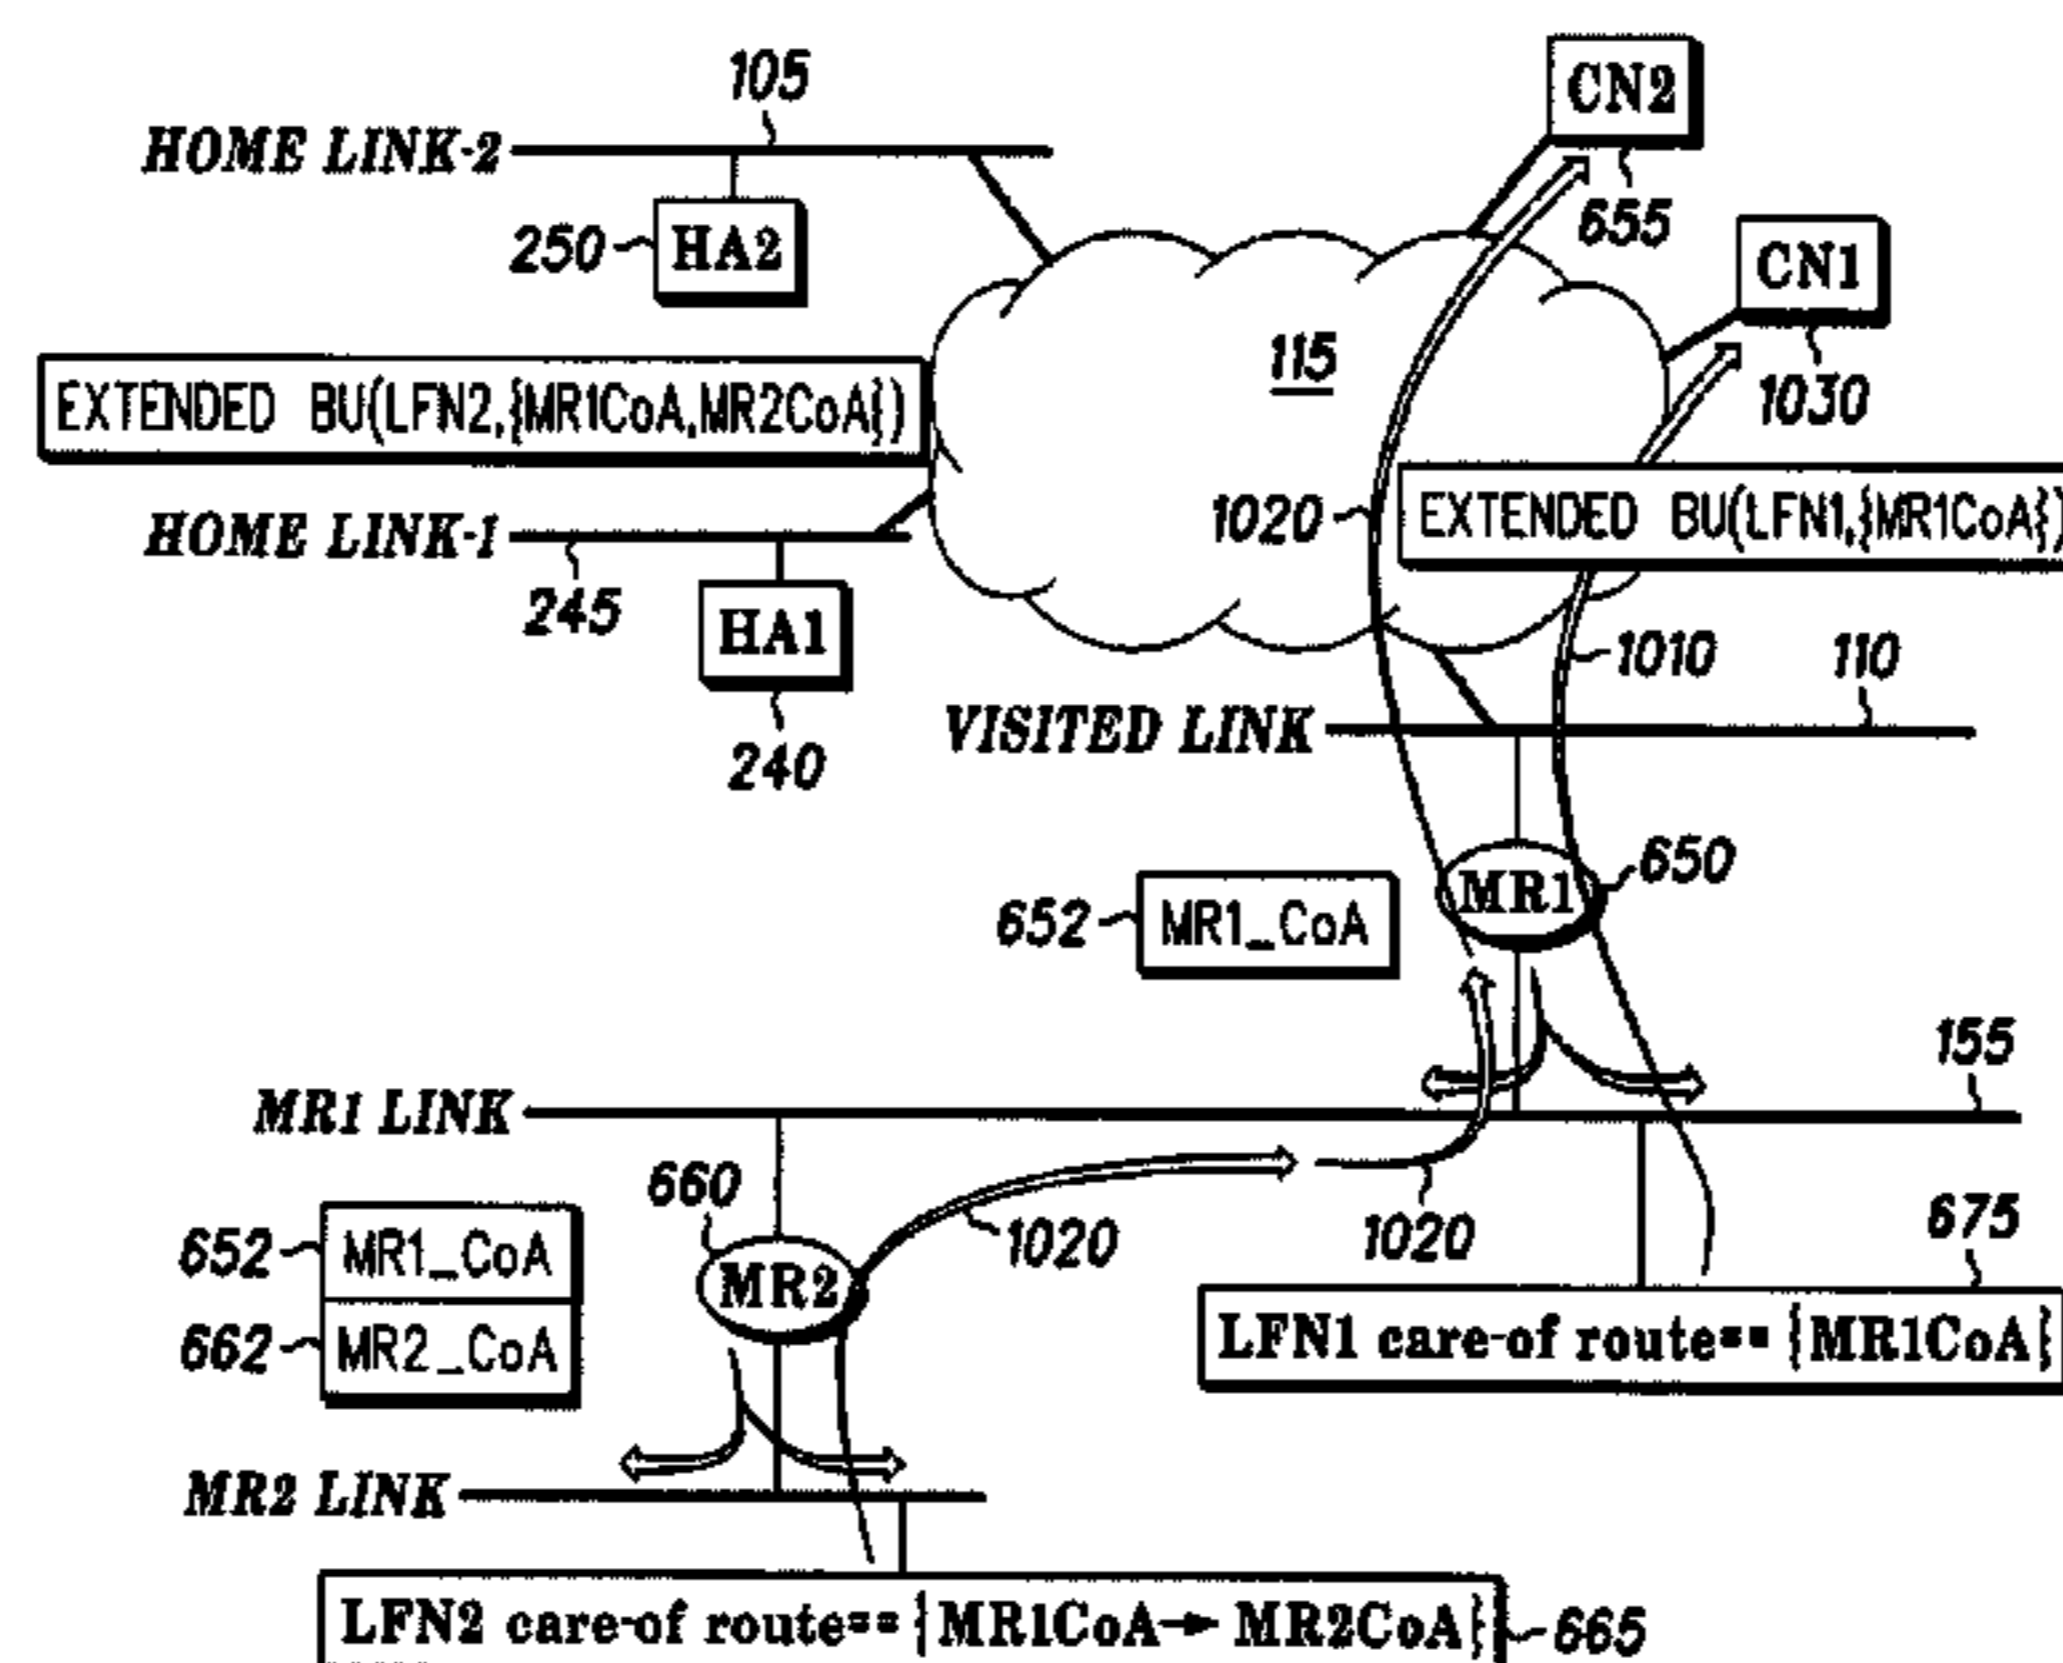 105
CN2
HOME LINK-2
655
250
HA2
CN1
115
1030
EXTENDED BU(LFN2,{MR1CoA,MR2CoA})
1020
EXTENDED BU(LFN1,{MR1CoA})
HOME LINK-1
245
HA1
1010
110
VISITED LINK
240
650
MR1
652
MR1_CoA
155
MR1 LINK
660
675
652
MR1_CoA
1020
1020
MR2
662
MR2_CoA
LFN1 care-of route== {MR1CoA}
MR2 LINK
LFN2 care-of route== {MR1CoA→ MR2CoA}
665